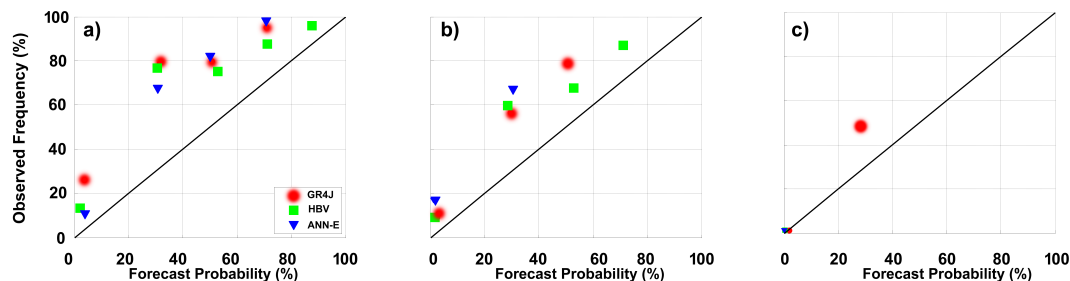 Observed Frequency (%)
100
80
60
40
20
0
a)
GR4J
HBV
ANN-E
0 20 40 60 80 100
Forecast Probability (%)
b)
0 20 40 60 80 100
Forecast Probability (%)
c)
0 20 40 60 80 100
Forecast Probability (%)